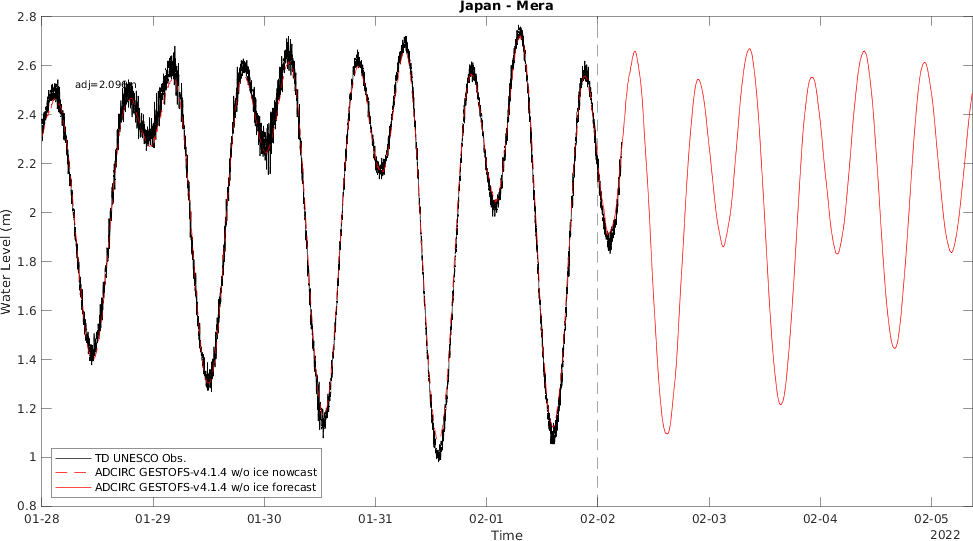 Japan - Mera
2.8
2.6
2.4
2.2
2
1.8
1.6
1.4
1.2
1
0.8
Water Level (m)
adj=2.096m
TD UNESCO Obs.
ADCIRC GESTOFS-v4.1.4 w/o ice nowcast
ADCIRC GESTOFS-v4.1.4 w/o ice forecast
01-28 01-29 01-30 01-31 02-01 02-02 02-03 02-04 02-05
Time
2022